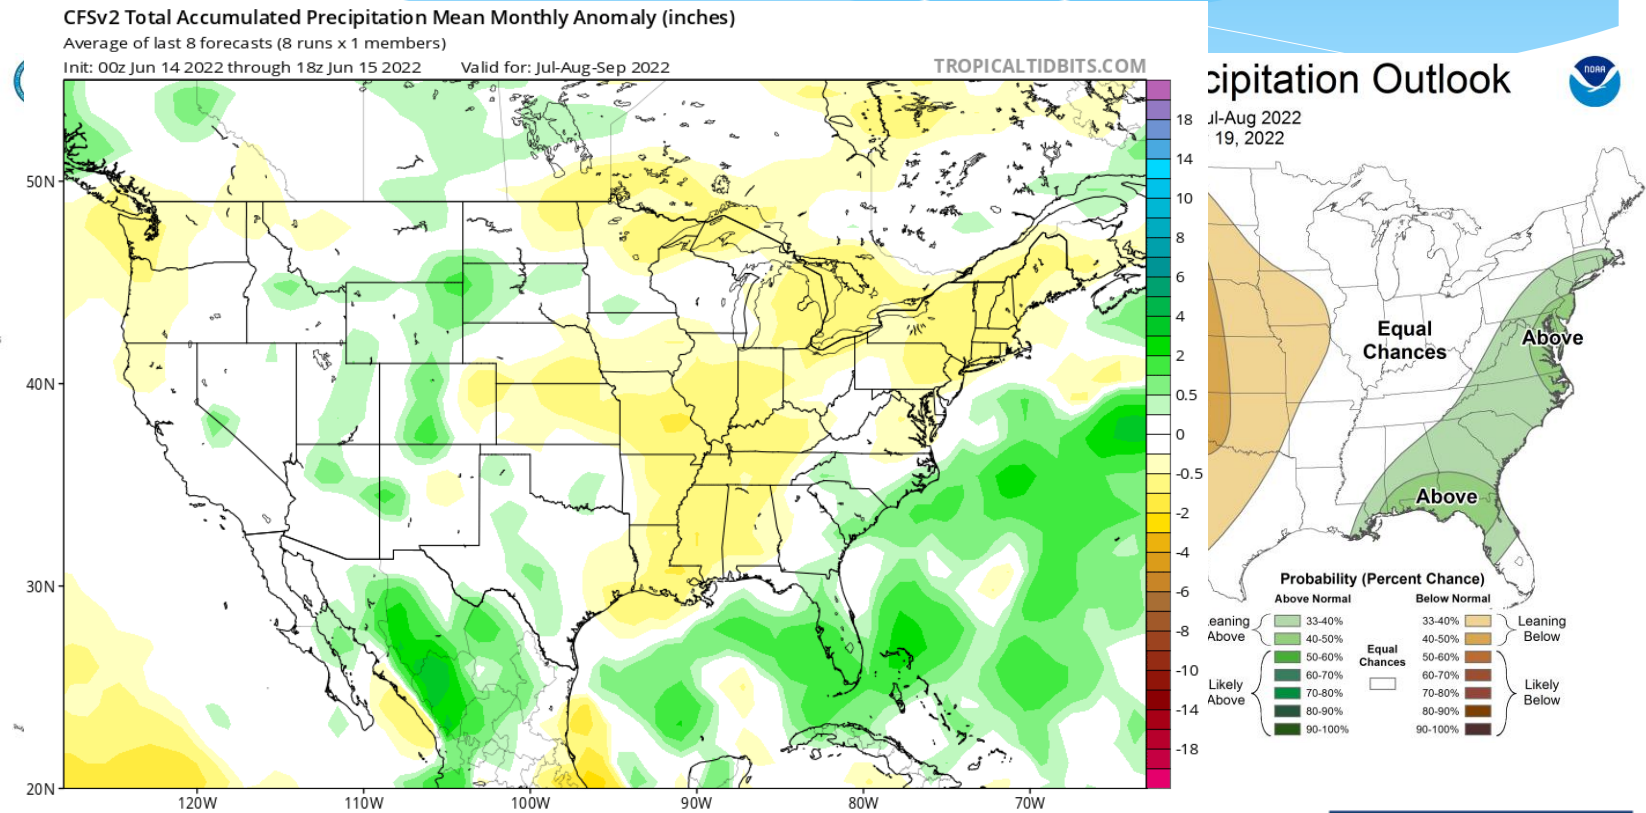 CFSv2 Total Accumulated Precipitation Mean Monthly Anomaly (inches)
Average of last 8 forecasts (8 runs x 1 members)
Init: 00z Jun 14 2022 through 18z Jun 15 2022 Valid for: Jul-Aug-Sep 2022
TROPICALTIDBITS.COM
50N
40N
30N
20N
120W
110W
100W
90W
80W
70W
18
14
10
8
6
4
2
0.5
0
-0.5
-2
-4
-6
-8
-10
-14
-18
cipitation Outlook
NOAA
ul-Aug 2022
19, 2022
Equal
Chances
Above
Above
Probability (Percent Chance)
Above Normal
Below Normal
eaning
Above
33-40%
40-50%
Likely
Above
50-60%
60-70%
70-80%
80-90%
90-100%
Equal
Chances
33-40%
40-50%
Leaning
Below
50-60%
60-70%
70-80%
80-90%
90-100%
Likely
Below